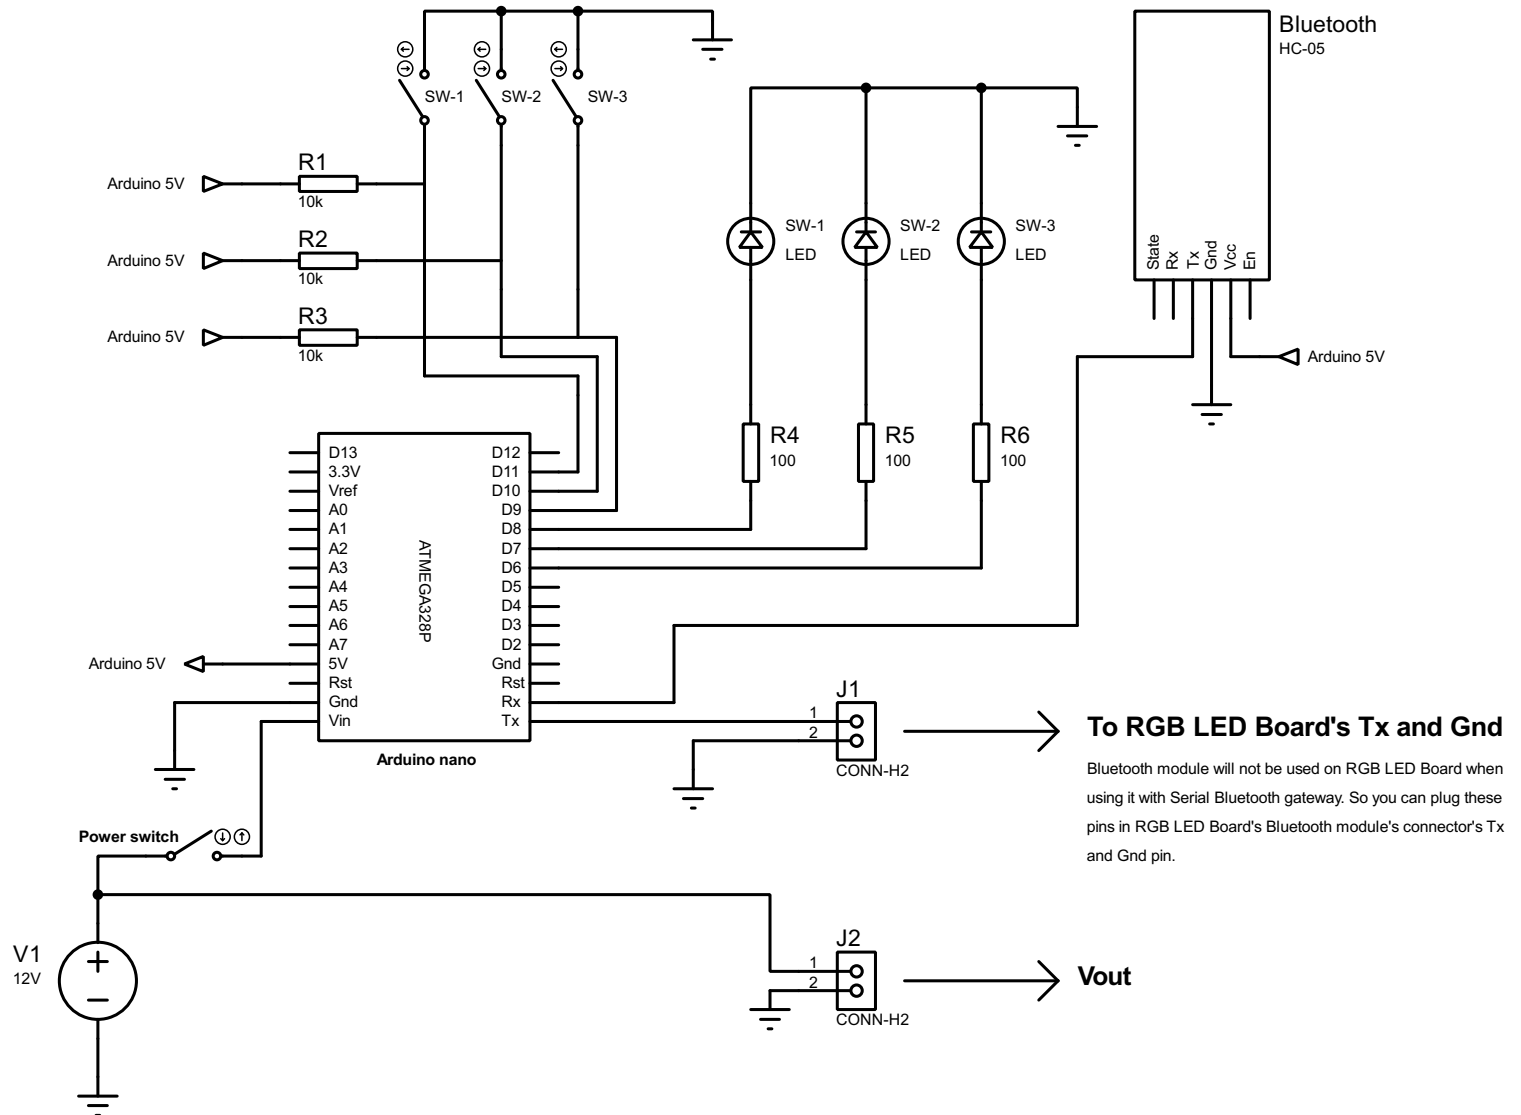 Bluetooth
HC-05
SW-1
SW-2
SW-3
R1
Arduino 5V
10k
R2
Arduino 5V
10k
R3
Arduino 5V
10k
SW-1
LED
SW-2
LED
SW-3
LED
State
Rx
Tx
Gnd
Vcc
En
Arduino 5V
R4
100
R5
100
R6
100
D13
3.3V
Vref
A0
A1
A2
A3
A4
A5
A6
A7
5V
Rst
Gnd
Vin
ATMEGA328P
D12
D11
D10
D9
D8
D7
D6
D5
D4
D3
D2
Gnd
Rst
Rx
Tx
Arduino 5V
Arduino nano
J1
1
2
CONN-H2
To RGB LED Board's Tx and Gnd
Bluetooth module will not be used on RGB LED Board when
using it with Serial Bluetooth gateway. So you can plug these
pins in RGB LED Board's Bluetooth module's connector's Tx
and Gnd pin.
Power switch
V1
12V
J2
1
2
CONN-H2
Vout